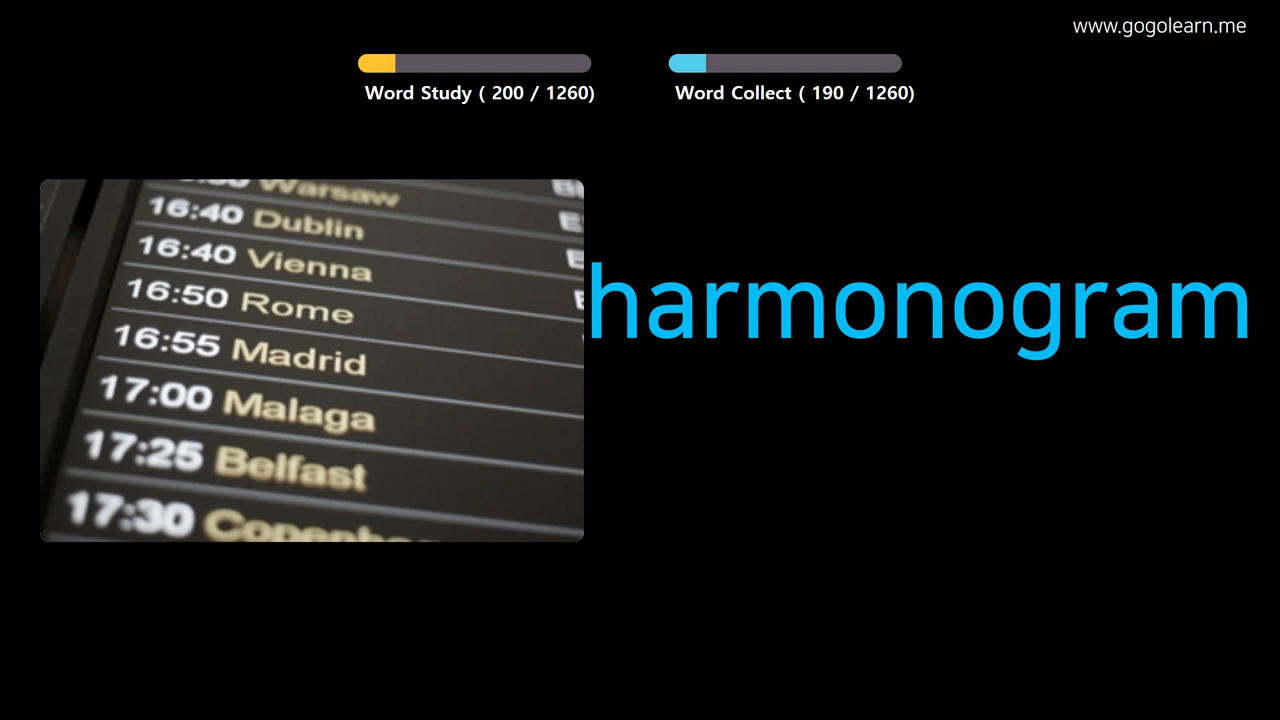 www.gogolearn.me
Word Study ( 200 / 1260)
Word Collect ( 190 / 1260)
Warsaw
16:40 Dublin
16:40 Vienna
16:50 Rome
16:55 Madrid
17:00 Malaga
17:25 Belfast
17:30
harmonogram